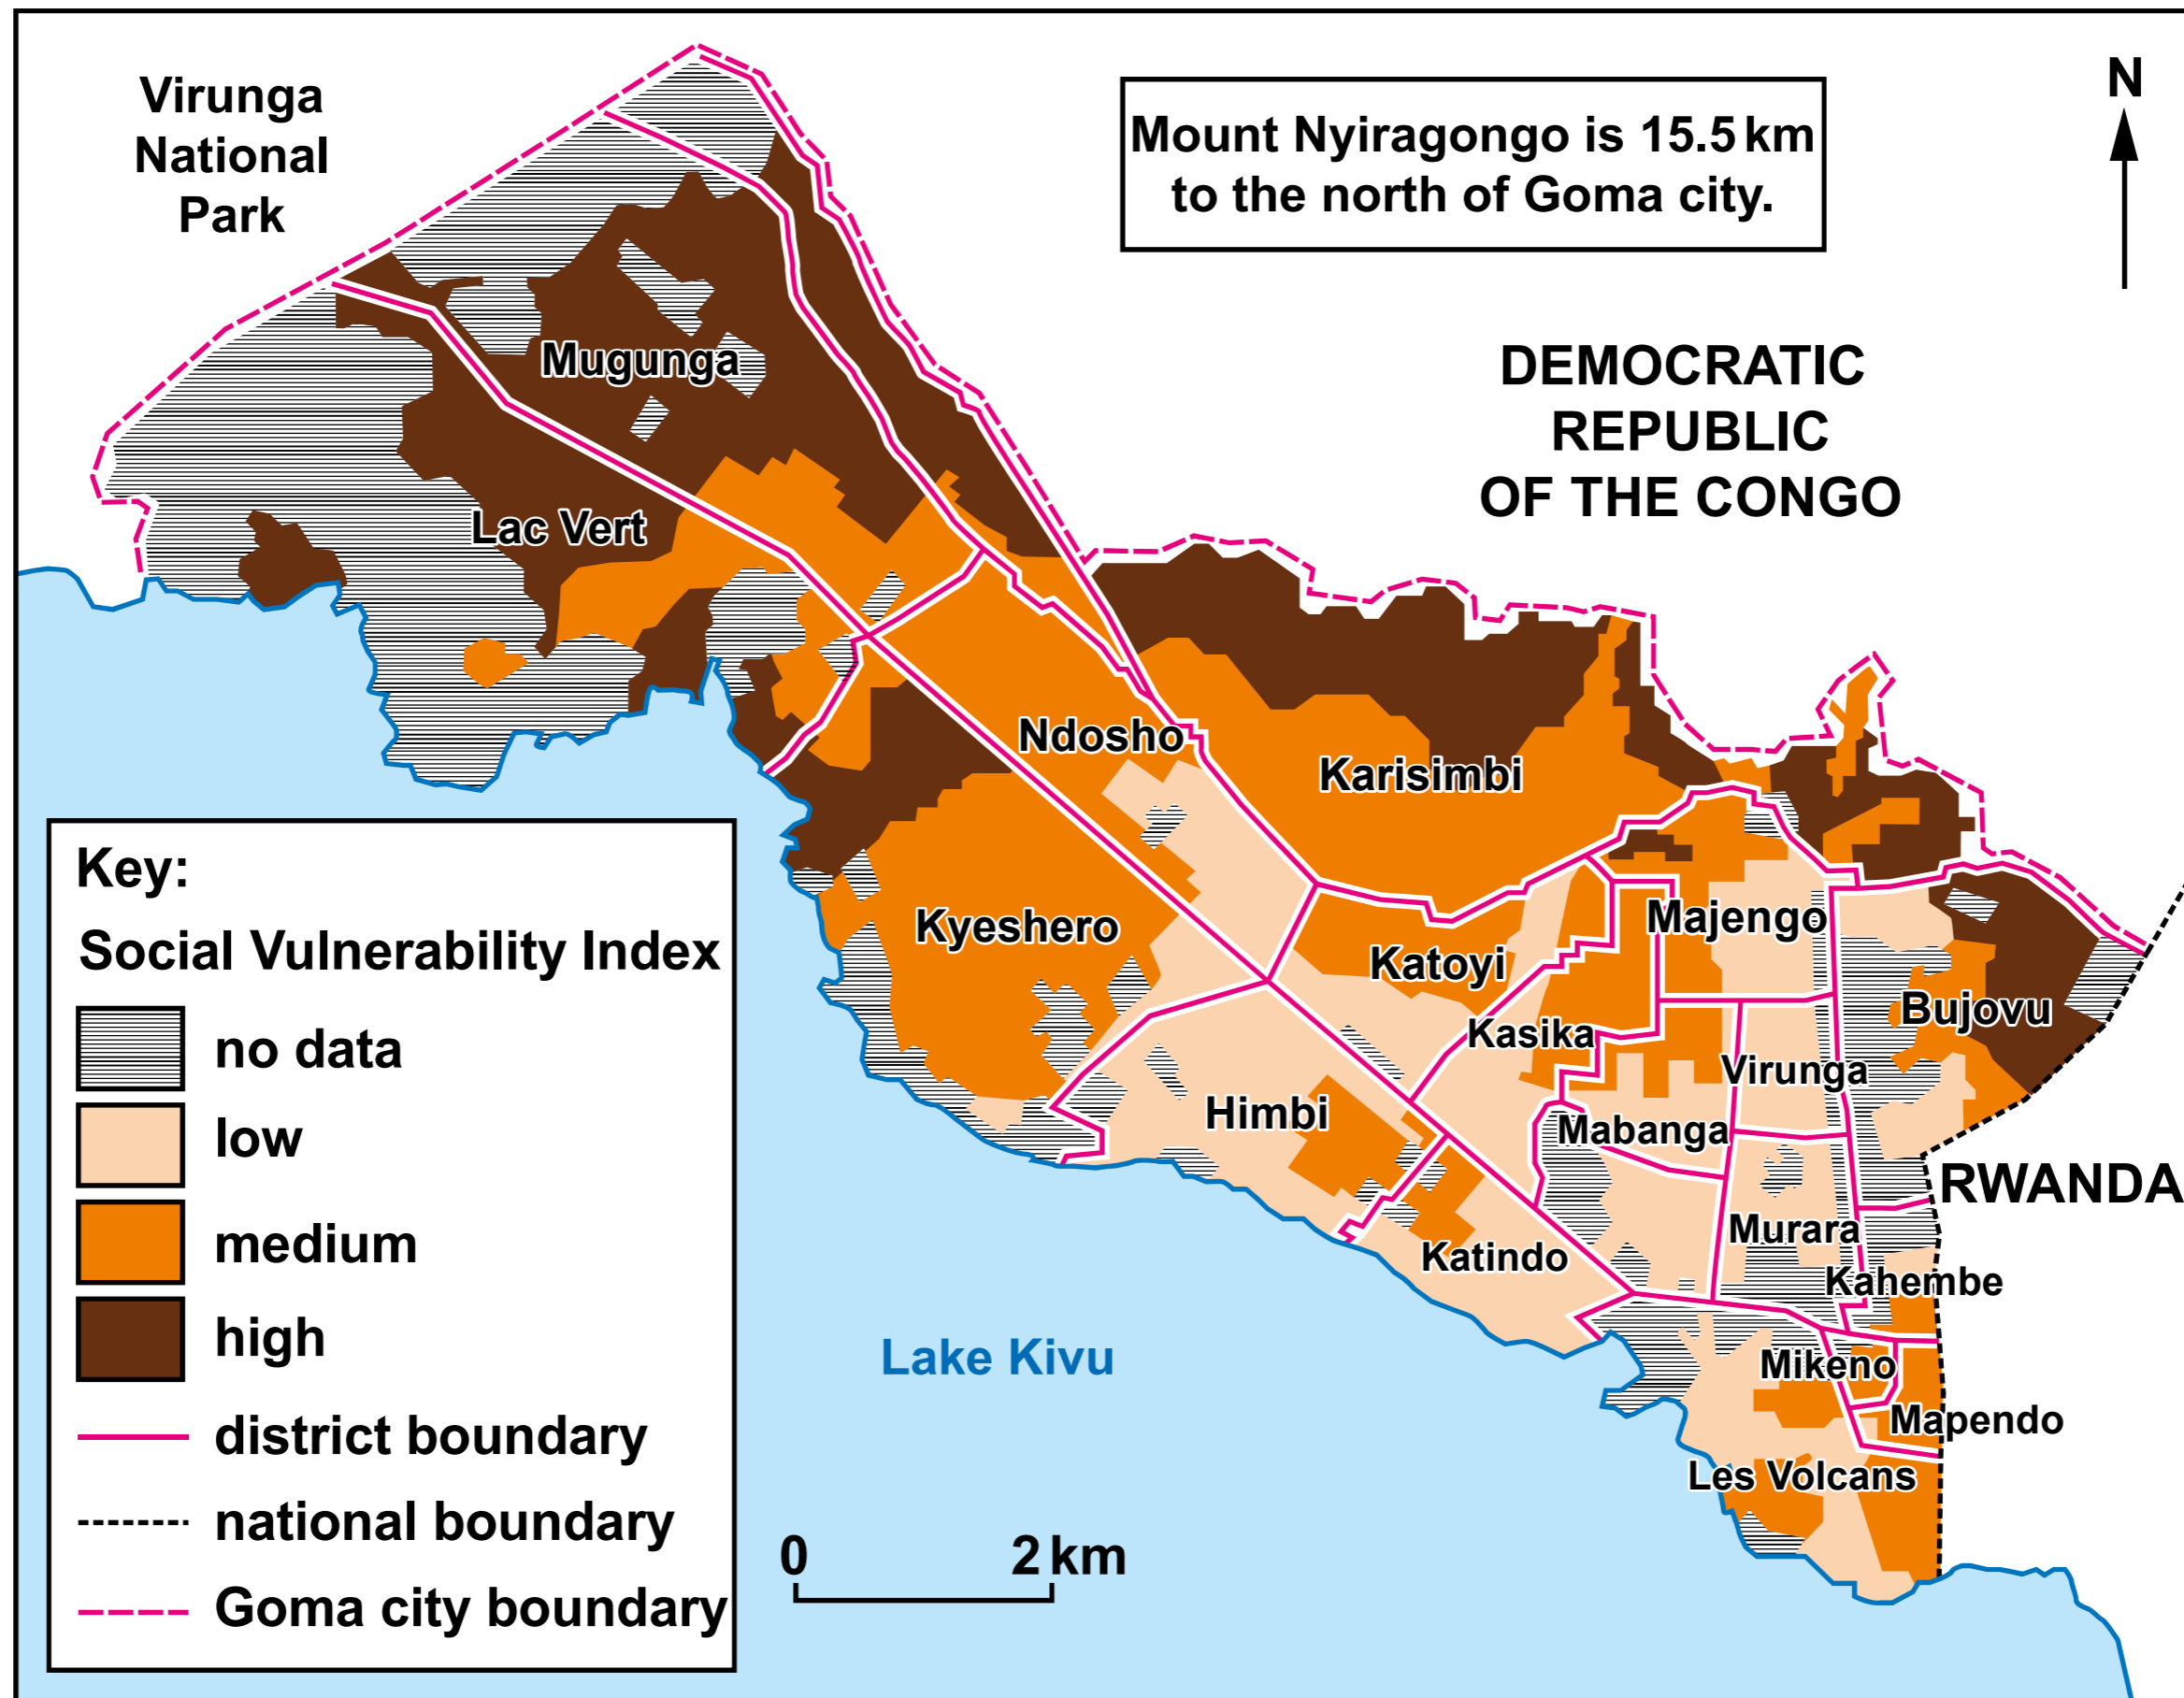 Virunga
National
Park
Mount Nyiragongo is 15.5 km
to the north of Goma city.
N
DEMOCRATIC
REPUBLIC
OF THE CONGO
Mugunga
Lac Vert
Ndosho
Karisimbi
Kyeshero
Majengo
Katoyi
Bujovu
Kasika
Virunga
Himbi
Mabanga
RWANDA
Murara
Katindo
Kahembe
Mikeno
Mapendo
Les Volcans
Lake Kivu
Key:
Social Vulnerability Index
no data
low
medium
high
district boundary
national boundary
Goma city boundary
0 2 km